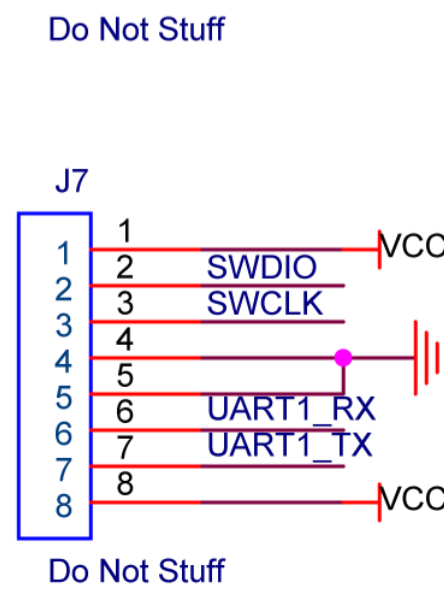 Do Not Stuff
J7
1 1 VCC
2 2 SWDIO
3 3 SWCLK
4 4
5 5
6 6 UART1_RX
7 7 UART1_TX
8 8 VCC
Do Not Stuff